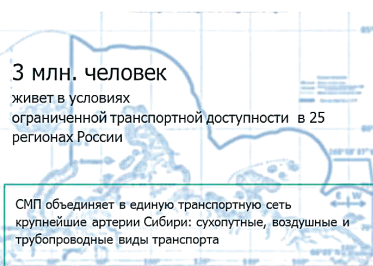 3 млн. человек
живет в условиях
ограниченной транспортной доступности в 25
регионах России
СМП объединяет в единую транспортную сеть
крупнейшие артерии Сибири: сухопутные, воздушные и
трубопроводные виды транспорта